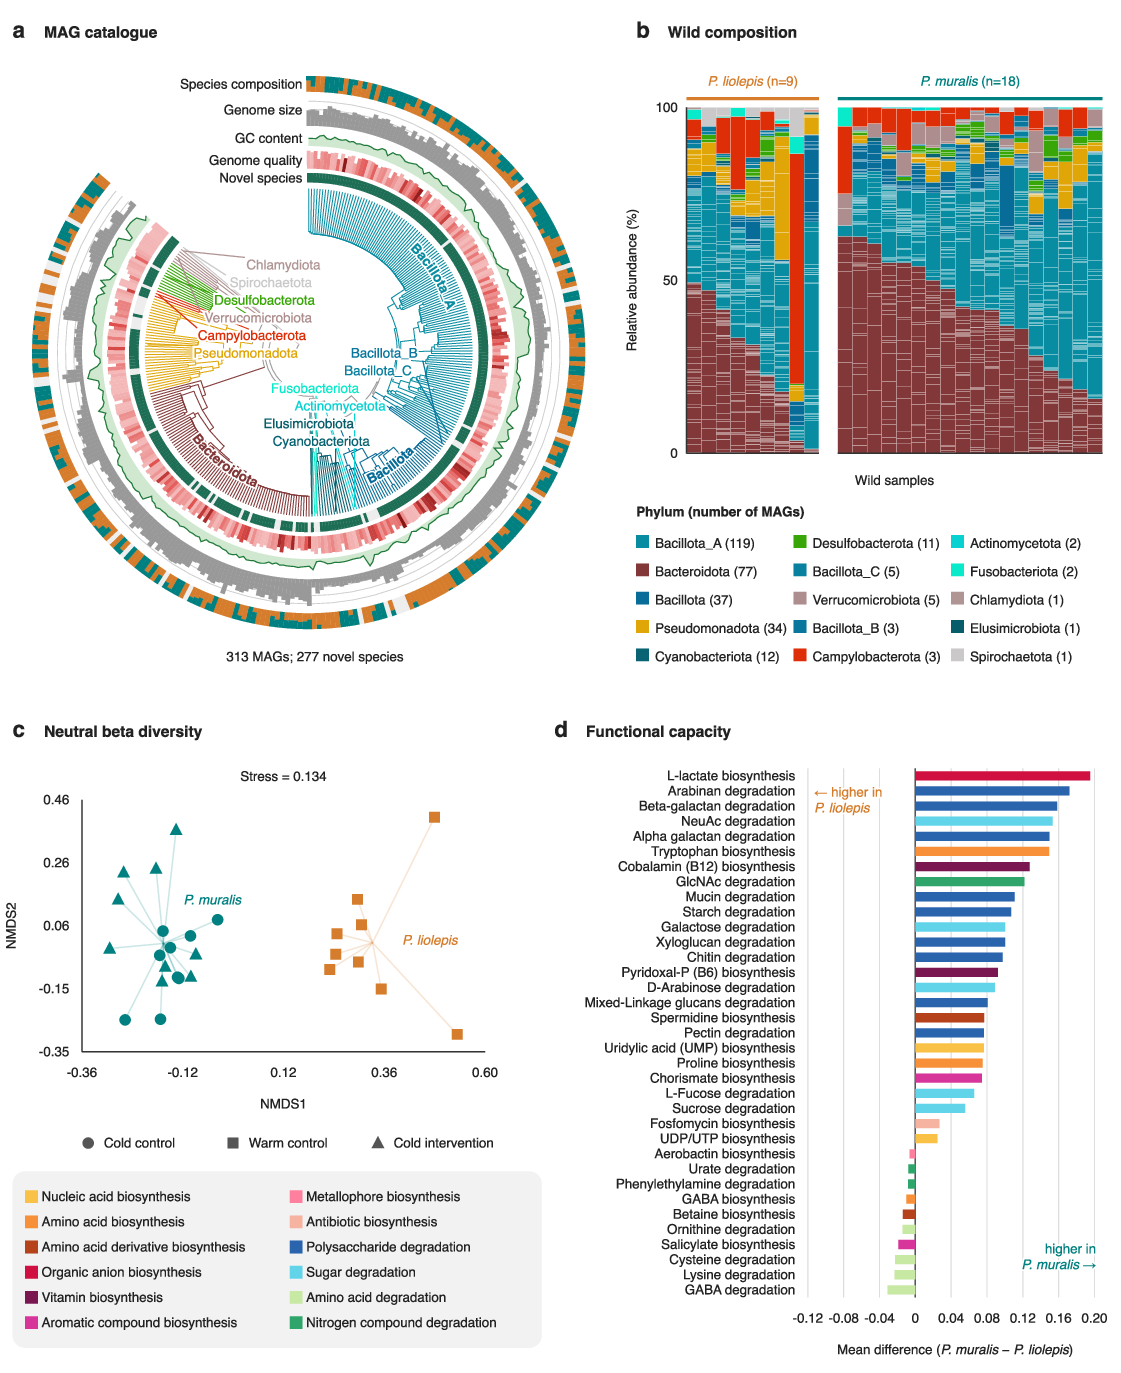 a MAG catalogue
Species composition
Genome size
GC content
Genome quality
Novel species
Bacillota_A
Chlamydiota
Spirochaetota
Desulfobacterota
Verrucomicrobiota
Campylobacterota
Pseudomonadota
Bacillota_B
Bacillota_C
Fusobacteriota
Actinomycetota
Elusimicrobiota
Cyanobacteriota
Bacillota
Bacteroidota
313 MAGs; 277 novel species
b Wild composition
P. liolepis (n=9)
P. muralis (n=18)
100
50
0
Relative abundance (%)
Wild samples
Phylum (number of MAGs)
Bacillota_A (119)
Bacteroidota (77)
Bacillota (37)
Pseudomonadota (34)
Cyanobacteriota (12)
Desulfobacterota (11)
Bacillota_C (5)
Verrucomicrobiota (5)
Bacillota_B (3)
Campylobacterota (3)
Actinomycetota (2)
Fusobacteriota (2)
Chlamydiota (1)
Elusimicrobiota (1)
Spirochaetota (1)
c Neutral beta diversity
Stress = 0.134
0.46
0.26
0.06
-0.15
-0.35
NMDS2
P. muralis
P. liolepis
-0.36 -0.12 0.12 0.36 0.60
NMDS1
Cold control
Warm control
Cold intervention
Nucleic acid biosynthesis
Amino acid biosynthesis
Amino acid derivative biosynthesis
Organic anion biosynthesis
Vitamin biosynthesis
Aromatic compound biosynthesis
Metallophore biosynthesis
Antibiotic biosynthesis
Polysaccharide degradation
Sugar degradation
Amino acid degradation
Nitrogen compound degradation
d Functional capacity
L-lactate biosynthesis
Arabinan degradation
Beta-galactan degradation
NeuAc degradation
Alpha galactan degradation
Tryptophan biosynthesis
Cobalamin (B12) biosynthesis
GlcNAc degradation
Mucin degradation
Starch degradation
Galactose degradation
Xyloglucan degradation
Chitin degradation
Pyridoxal-P (B6) biosynthesis
D-Arabinose degradation
Mixed-Linkage glucans degradation
Spermidine biosynthesis
Pectin degradation
Uridylic acid (UMP) biosynthesis
Proline biosynthesis
Chorismate biosynthesis
L-Fucose degradation
Sucrose degradation
Fosfomycin biosynthesis
UDP/UTP biosynthesis
Aerobactin biosynthesis
Urate degradation
Phenylethylamine degradation
GABA biosynthesis
Betaine biosynthesis
Ornithine degradation
Salicylate biosynthesis
Cysteine degradation
Lysine degradation
GABA degradation
← higher in
P. liolepis
higher in
P. muralis →
-0.12 -0.08 -0.04 0 0.04 0.08 0.12 0.16 0.20
Mean difference (P. muralis − P. liolepis)